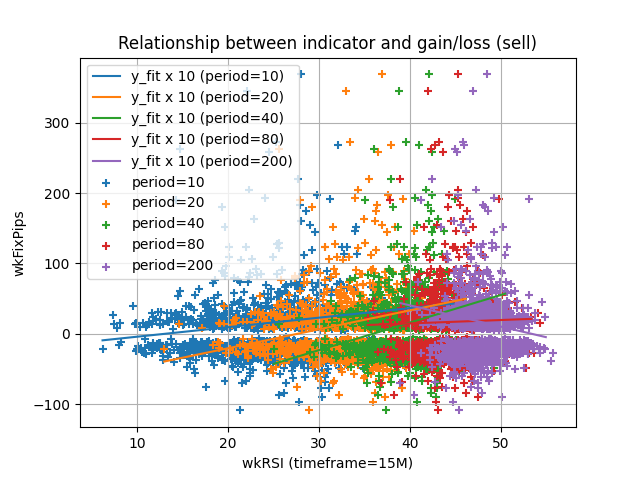 Relationship between indicator and gain/loss (sell)
y_fit x 10 (period=10)
y_fit x 10 (period=20)
y_fit x 10 (period=40)
y_fit x 10 (period=80)
y_fit x 10 (period=200)
period=10
period=20
period=40
period=80
period=200
wkFixPips
300
200
100
0
−100
10
20
30
40
50
wkRSI (timeframe=15M)